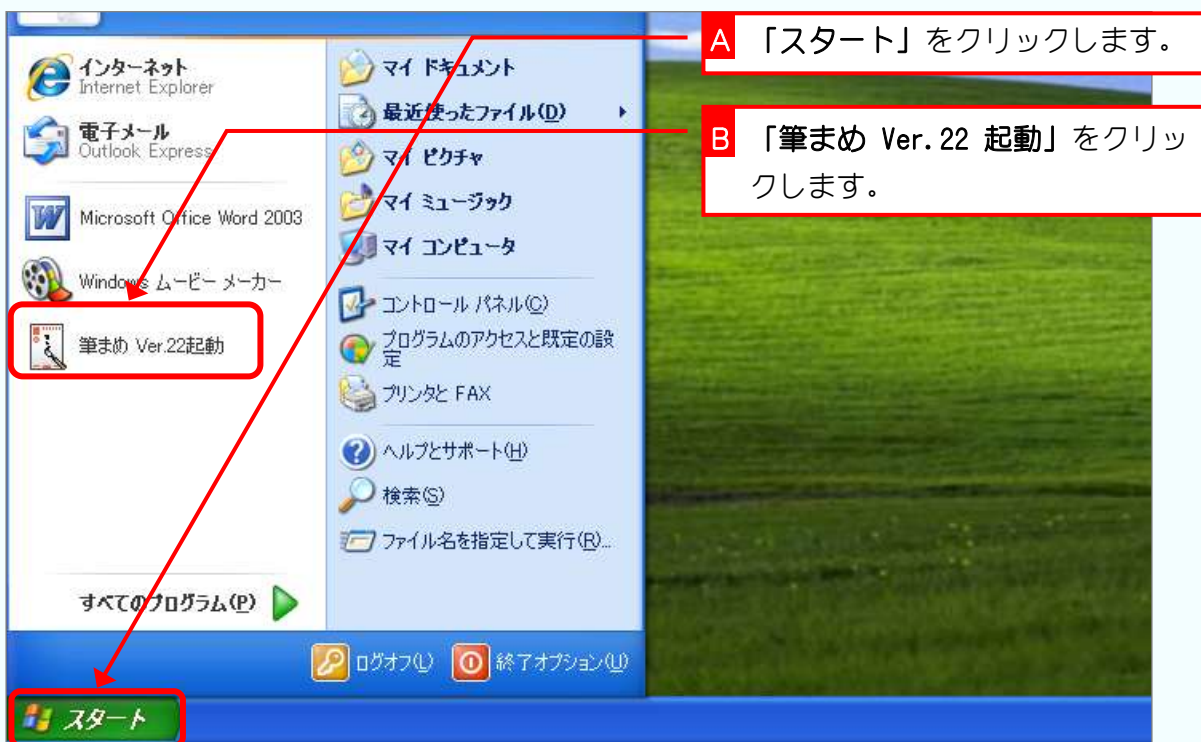 A 「スタート」をクリックします。
B 「筆まめ Ver.22 起動」をクリッ
クします。
インターネット
Internet Explorer
電子メール
Outlook Express
Microsoft Office Word 2003
Windows ムービー メーカー
筆まめ Ver.22起動
すべてのプログラム(P)
マイ ドキュメント
最近使ったファイル(D)
マイ ピクチャ
マイ ミュージック
マイ コンピュータ
コントロール パネル(C)
プログラムのアクセスと既定の設
定
プリンタと FAX
ヘルプとサポート(H)
検索(S)
ファイル名を指定して実行(R)...
ログオフ(L)
終了オプション(U)
スタート